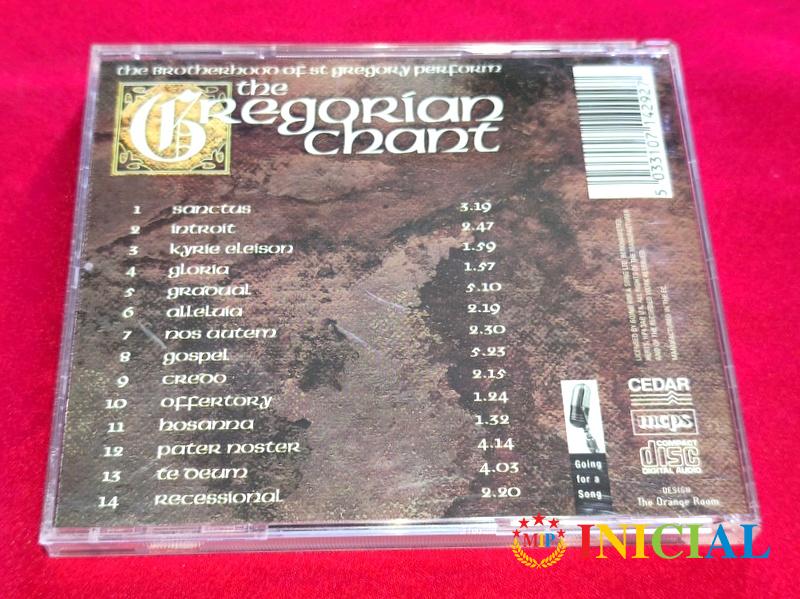 the Brotherhood of St Gregory perform
the
Gregorian
chant
5 033107 142927
1 sanctus 3.19
2 introit 2.47
3 kyrie eleison 1.59
4 gloria 1.57
5 gradual 5.10
6 alleluia 2.19
7 nos autem 2.30
8 gospel 5.23
9 credo 2.15
10 offertory 1.24
11 hosanna 1.32
12 pater noster 4.14
13 te deum 4.03
14 recessional 2.20
CEDAR
mcps
COMPACT
disc
DIGITAL AUDIO
Going
for a
Song
DESIGN
The Orange Room
MIP
INICIAL